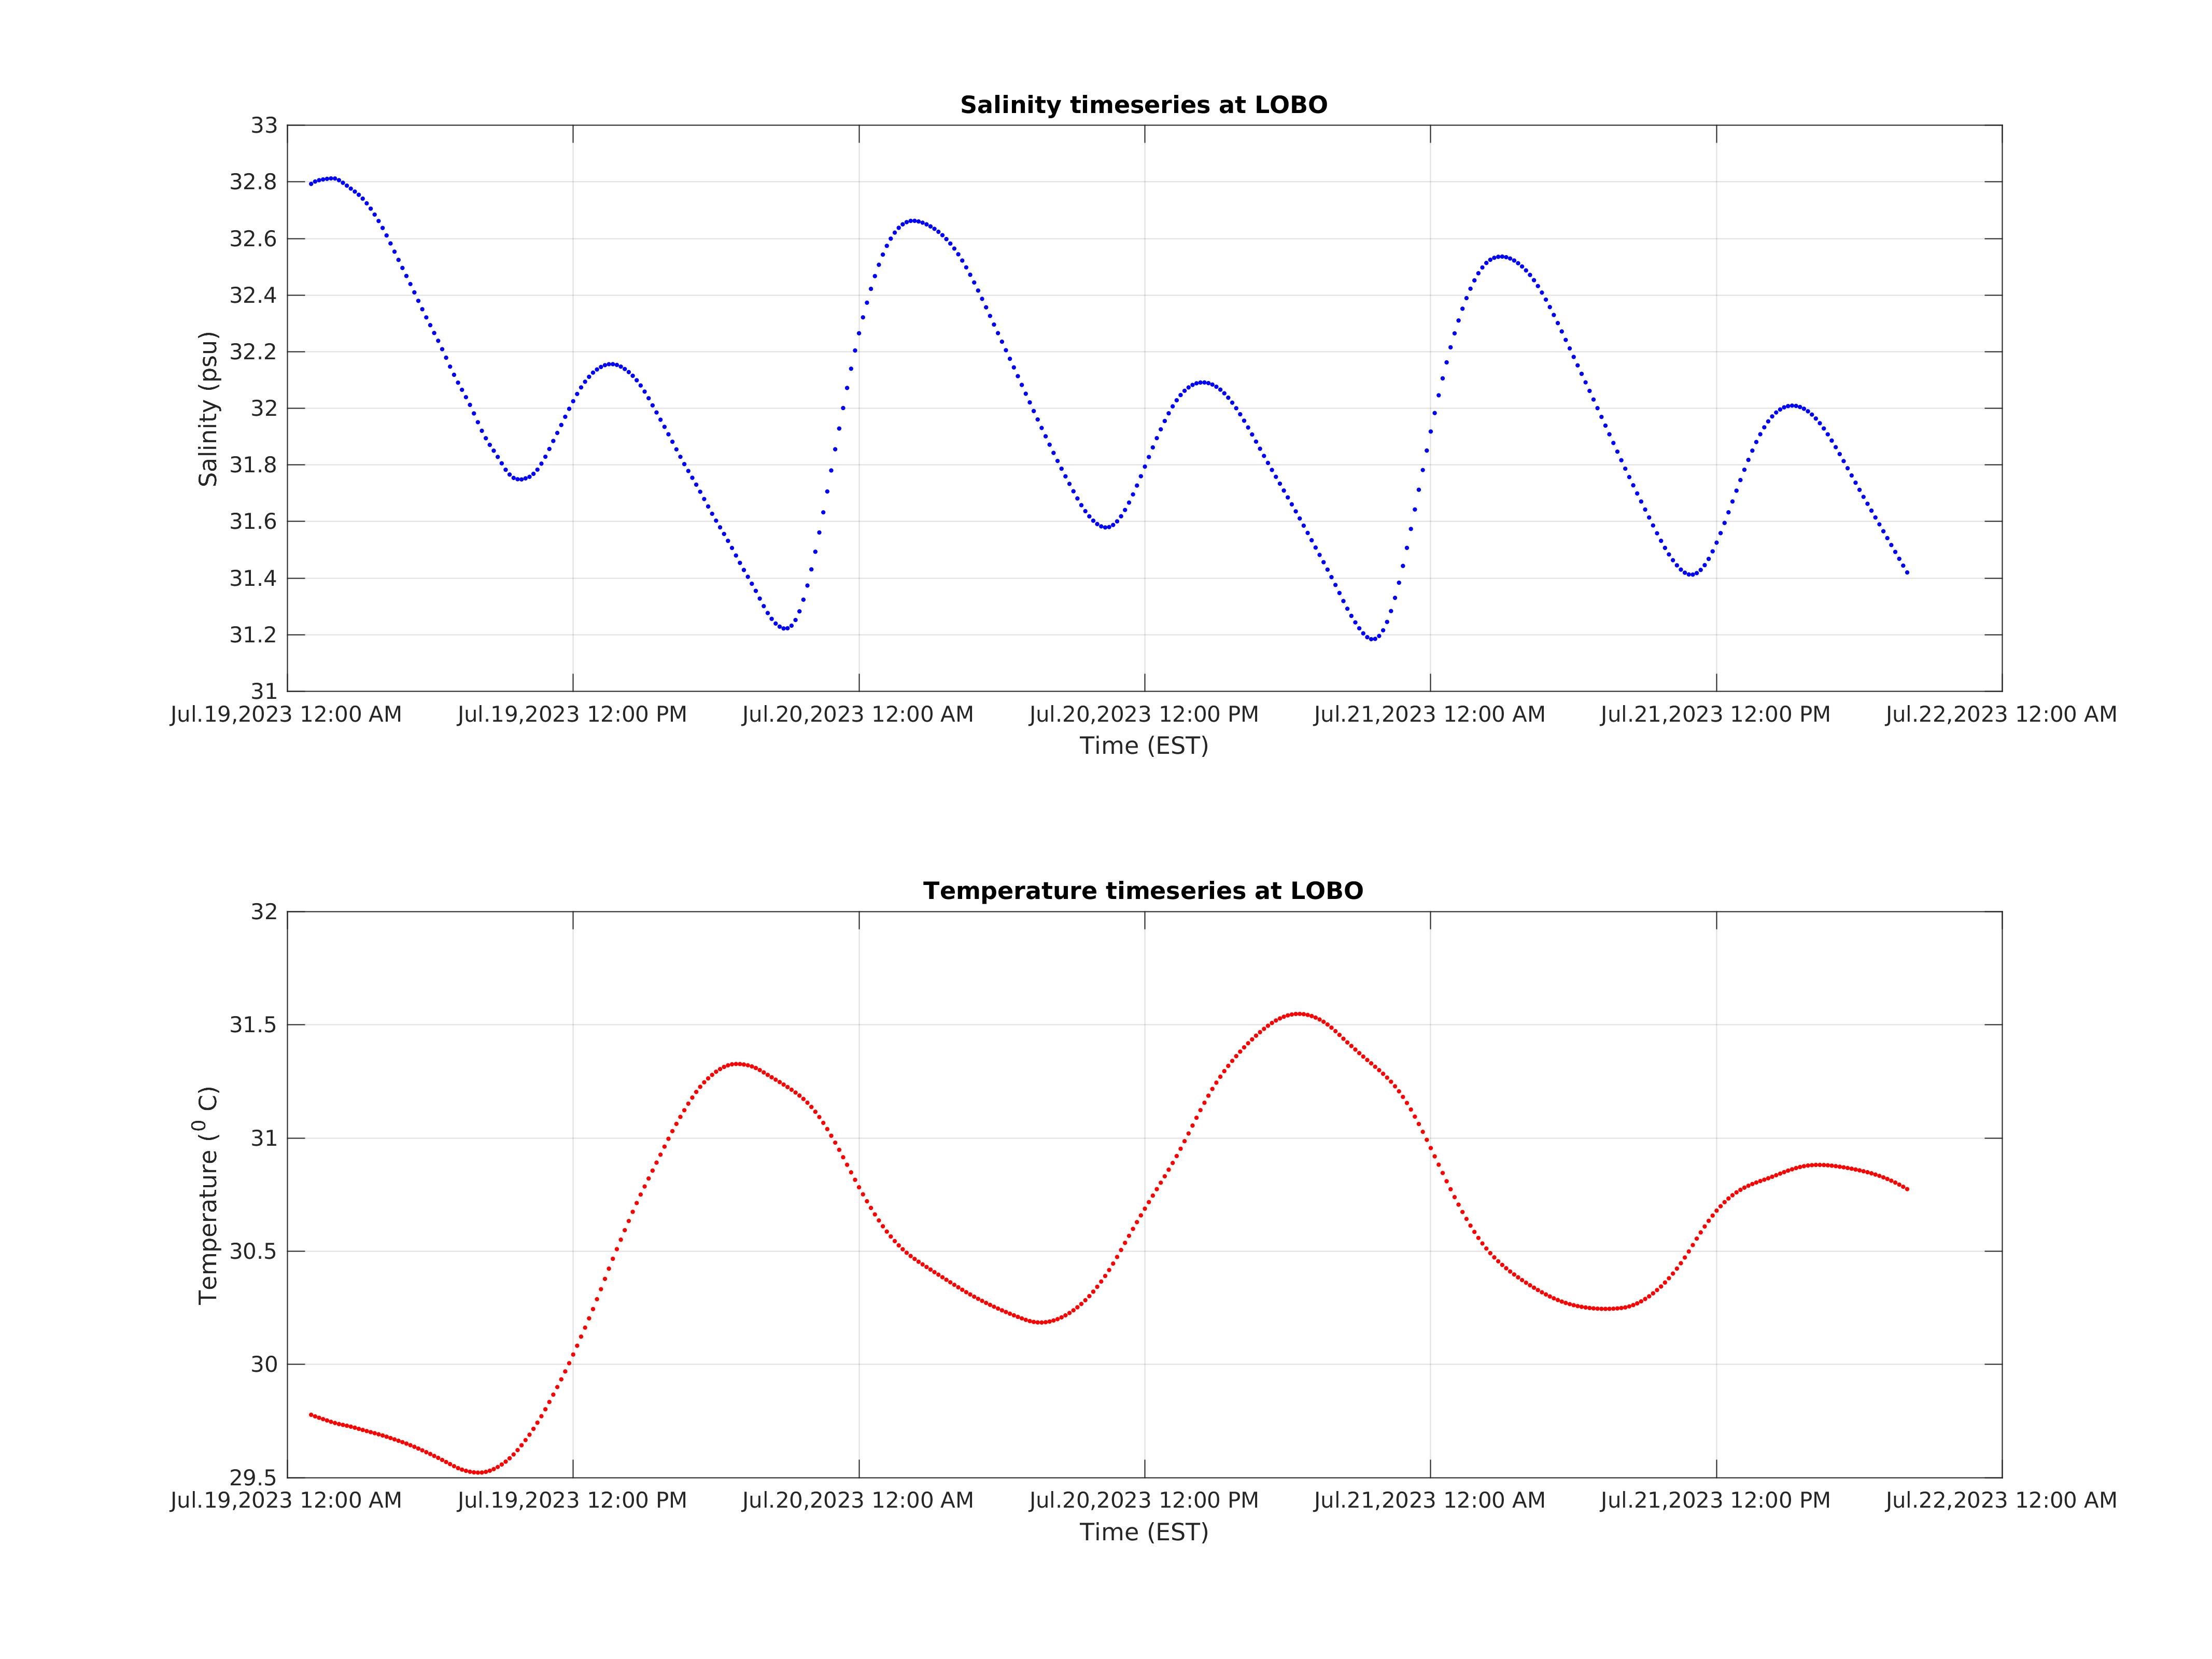 Salinity timeseries at LOBO
33
32.8
32.6
32.4
32.2
32
31.8
31.6
31.4
31.2
31
Salinity (psu)
Jul.19,2023 12:00 AM Jul.19,2023 12:00 PM Jul.20,2023 12:00 AM Jul.20,2023 12:00 PM Jul.21,2023 12:00 AM Jul.21,2023 12:00 PM Jul.22,2023 12:00 AM
Time (EST)
Temperature timeseries at LOBO
32
31.5
31
30.5
30
29.5
Temperature (⁰ C)
Jul.19,2023 12:00 AM Jul.19,2023 12:00 PM Jul.20,2023 12:00 AM Jul.20,2023 12:00 PM Jul.21,2023 12:00 AM Jul.21,2023 12:00 PM Jul.22,2023 12:00 AM
Time (EST)